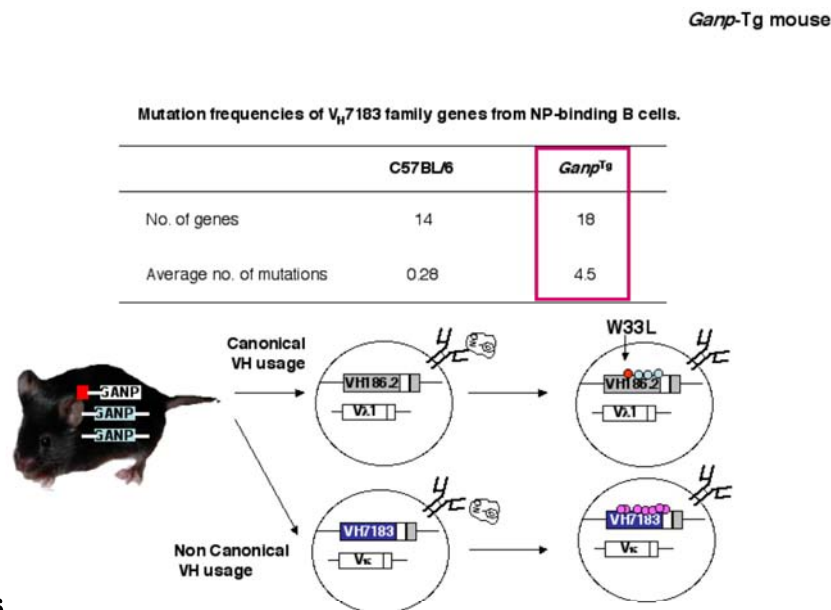 Ganp-Tg mouse
Mutation frequencies of VH7183 family genes from NP-binding B cells.
C57BL/6 GanpTg
No. of genes 14 18
Average no. of mutations 0.28 4.5
W33L
Canonical
VH usage
GANP
GANP
GANP
VH186.2
Vλ1
VH186.2
Vλ1
VH7183
Vκ
VH7183
Vκ
Non Canonical
VH usage
s